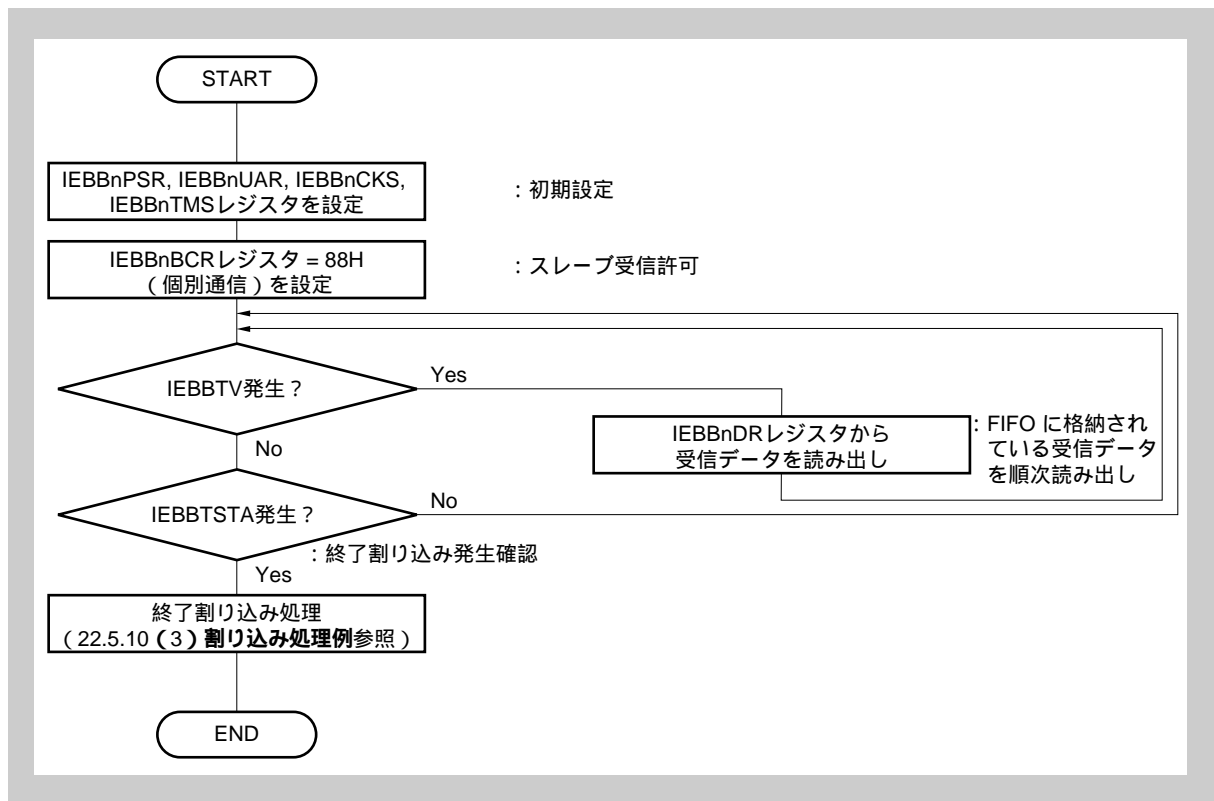 START
IEBBnPSR, IEBBnUAR, IEBBnCKS,
IEBBnTMSレジスタを設定
：初期設定
IEBBnBCRレジスタ = 88H
（個別通信）を設定
：スレーブ受信許可
IEBBTV発生？
Yes
No
IEBBnDRレジスタから
受信データを読み出し
：FIFO に格納され
ている受信データ
を順次読み出し
IEBBTSTA発生？
No
：終了割り込み発生確認
Yes
終了割り込み処理
（22.5.10（3）割り込み処理例参照）
END